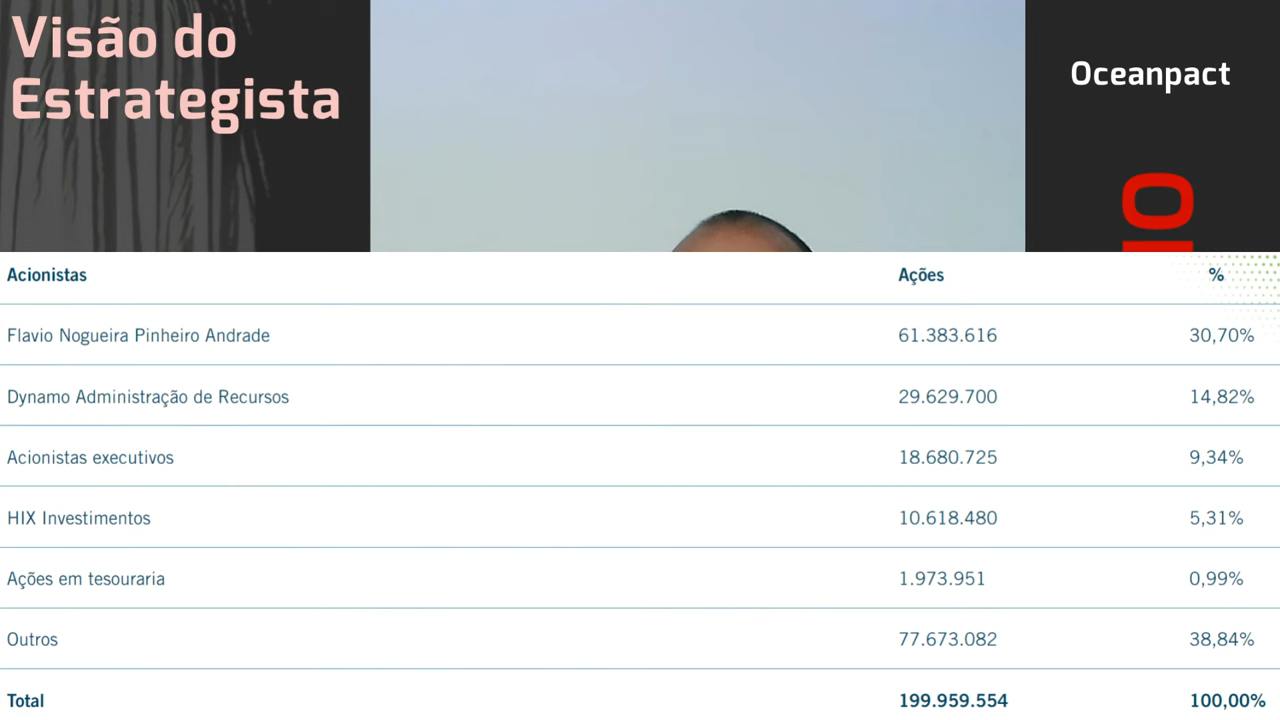 Visão do
Estrategista
Oceanpact
Acionistas Ações %
Flavio Nogueira Pinheiro Andrade 61.383.616 30,70%
Dynamo Administração de Recursos 29.629.700 14,82%
Acionistas executivos 18.680.725 9,34%
HIX Investimentos 10.618.480 5,31%
Ações em tesouraria 1.973.951 0,99%
Outros 77.673.082 38,84%
Total 199.959.554 100,00%